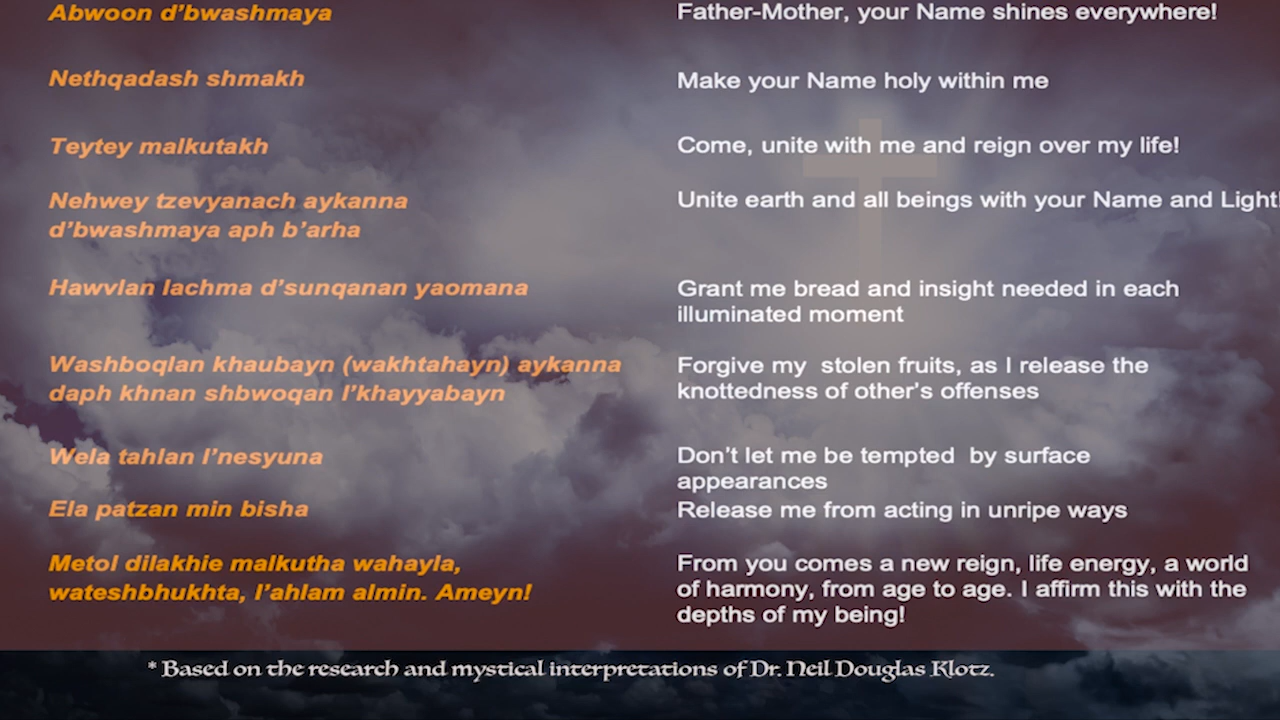 Abwoon d’bwashmaya
Father-Mother, your Name shines everywhere!
Nethqadash shmakh
Make your Name holy within me
Teytey malkutakh
Come, unite with me and reign over my life!
Nehwey tzevyanach aykanna
d’bwashmaya aph b’arha
Unite earth and all beings with your Name and Light!
Hawvlan lachma d’sunqanan yaomana
Grant me bread and insight needed in each
illuminated moment
Washboqlan khaubayn (wakhtahayn) aykanna
daph khnan shbwoqan l’khayyabayn
Forgive my  stolen fruits, as I release the
knottedness of other’s offenses
Wela tahlan l’nesyuna
Don’t let me be tempted  by surface
appearances
Ela patzan min bisha
Release me from acting in unripe ways
Metol dilakhie malkutha wahayla,
wateshbhukhta, l’ahlam almin. Ameyn!
From you comes a new reign, life energy, a world
of harmony, from age to age. I affirm this with the
depths of my being!
* Based on the research and mystical interpretations of Dr. Neil Douglas Klotz.